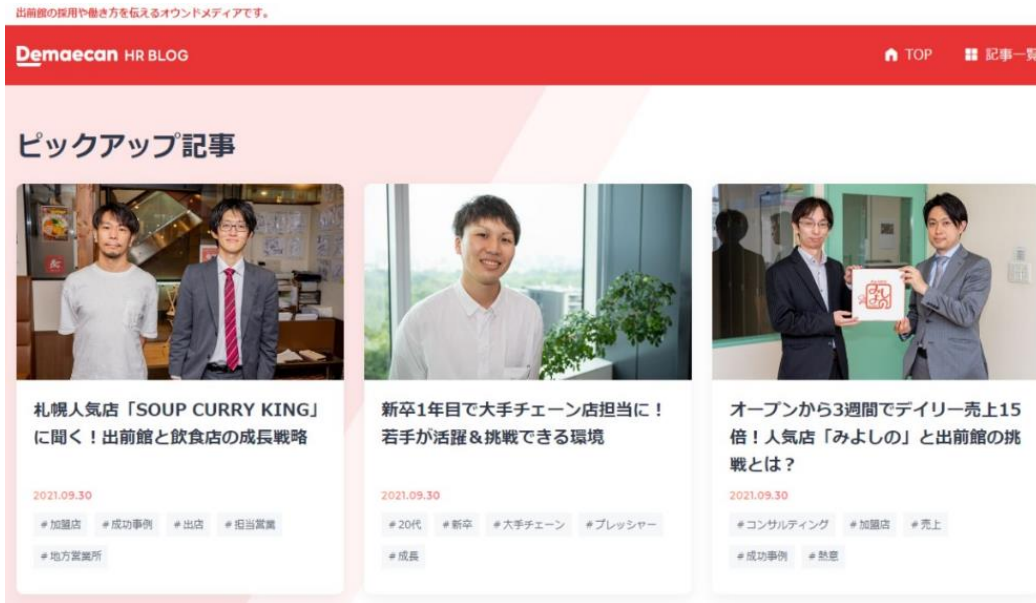 出前館の採用や働き方を伝えるオウンドメディアです。
Demaecan HR BLOG
TOP
記事一覧
ピックアップ記事
札幌人気店「SOUP CURRY KING」
に聞く！出前館と飲食店の成長戦略
2021.09.30
#加盟店 #成功事例 #出店 #担当営業
#地方営業所
新卒1年目で大手チェーン店担当に！
若手が活躍&挑戦できる環境
2021.09.30
#20代 #新卒 #大手チェーン #プレッシャー
#成長
オープンから3週間でデイリー売上15
倍！人気店「みよしの」と出前館の挑
戦とは？
2021.09.30
#コンサルティング #加盟店 #売上
#成功事例 #熱意